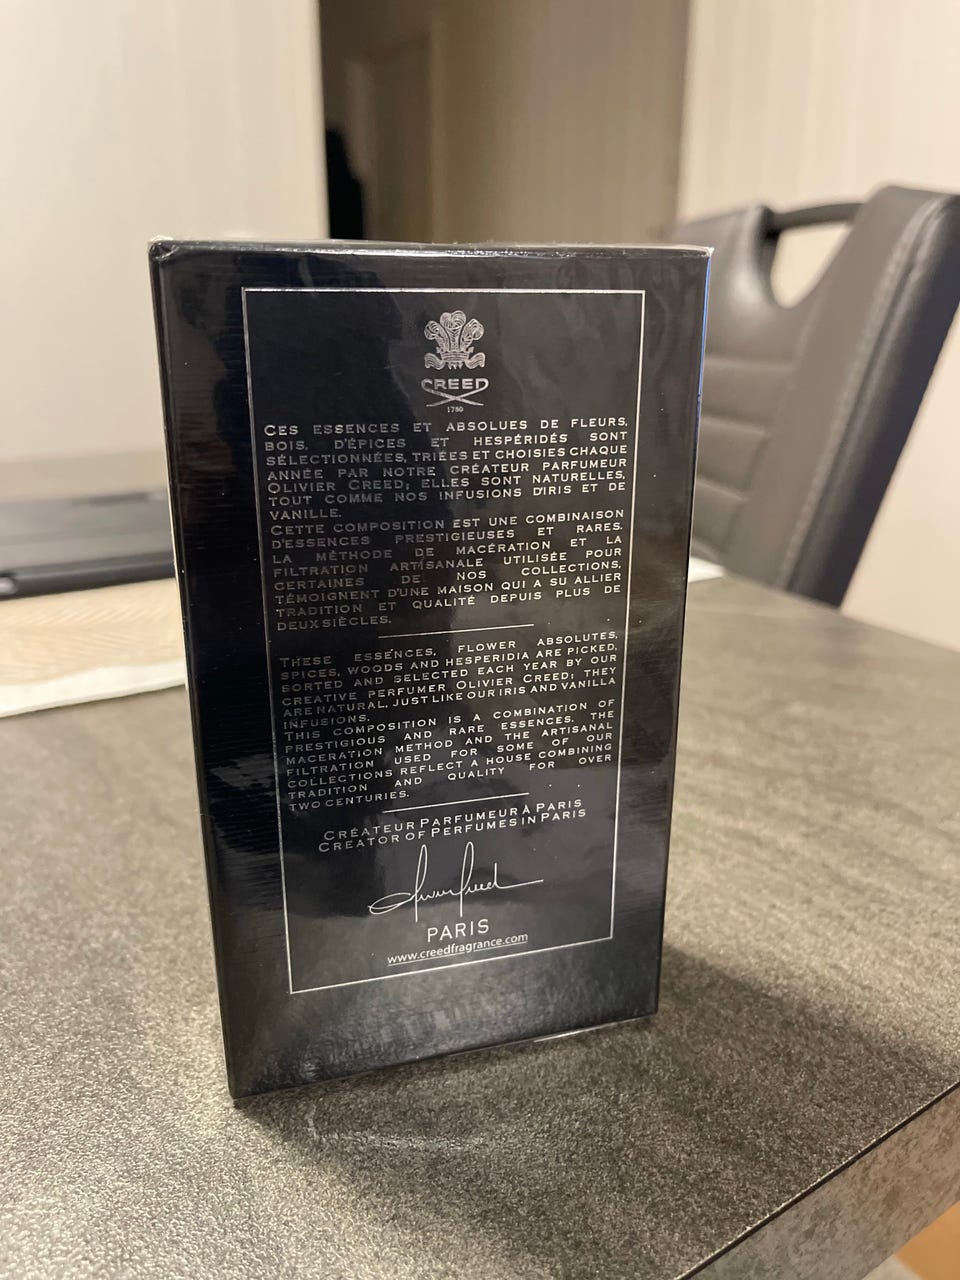 CREED
1760
CES ESSENCES ET ABSOLUES DE FLEURS,
BOIS, D'ÉPICES ET HESPÉRIDÉS SONT
SÉLECTIONNÉES, TRIÉES ET CHOISIES CHAQUE
ANNÉE PAR NOTRE CRÉATEUR PARFUMEUR
OLIVIER CREED; ELLES SONT NATURELLES,
TOUT COMME NOS INFUSIONS D'IRIS ET DE
VANILLE.
CETTE COMPOSITION EST UNE COMBINAISON
D'ESSENCES PRESTIGIEUSES ET RARES.
LA MÉTHODE DE MACÉRATION ET LA
FILTRATION ARTISANALE UTILISÉE POUR
CERTAINES DE NOS COLLECTIONS,
TÉMOIGNENT D'UNE MAISON QUI A SU ALLIER
TRADITION ET QUALITÉ DEPUIS PLUS DE
DEUX SIÈCLES.
THESE ESSENCES, FLOWER ABSOLUTES,
SPICES, WOODS AND HESPERIDIA ARE PICKED,
SORTED AND SELECTED EACH YEAR BY OUR
CREATIVE PERFUMER OLIVIER CREED; THEY
ARE NATURAL, JUST LIKE OUR IRIS AND VANILLA
INFUSIONS.
THIS COMPOSITION IS A COMBINATION OF
PRESTIGIOUS AND RARE ESSENCES. THE
MACERATION METHOD AND THE ARTISANAL
FILTRATION USED FOR SOME OF OUR
COLLECTIONS REFLECT A HOUSE COMBINING
TRADITION AND QUALITY FOR OVER
TWO CENTURIES.
CRÉATEUR PARFUMEUR À PARIS
CREATOR OF PERFUMES IN PARIS
Olivier Creed
PARIS
www.creedfragrance.com